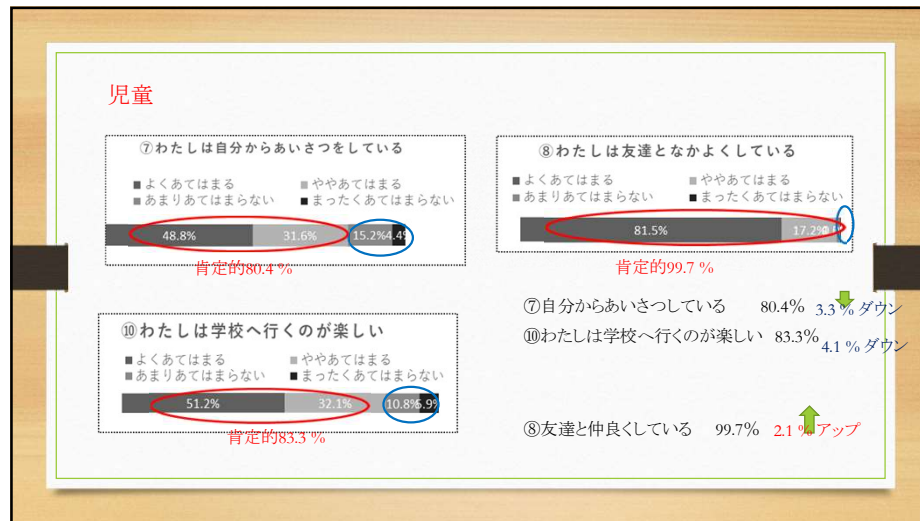 児童
⑦わたしは自分からあいさつをしている
■よくあてはまる ■ややあてはまる
■あまりあてはまらない ■まったくあてはまらない
48.8% 31.6% 15.2% 4.4%
肯定的80.4 %
⑧わたしは友達となかよくしている
■よくあてはまる ■ややあてはまる
■あまりあてはまらない ■まったくあてはまらない
81.5% 17.2%
肯定的99.7 %
⑩わたしは学校へ行くのが楽しい
■よくあてはまる ■ややあてはまる
■あまりあてはまらない ■まったくあてはまらない
51.2% 32.1% 10.8% 5.9%
肯定的83.3 %
⑦自分からあいさつしている 80.4% 3.3 % ダウン
⑩わたしは学校へ行くのが楽しい 83.3% 4.1 % ダウン
⑧友達と仲良くしている 99.7% 2.1 % アップ